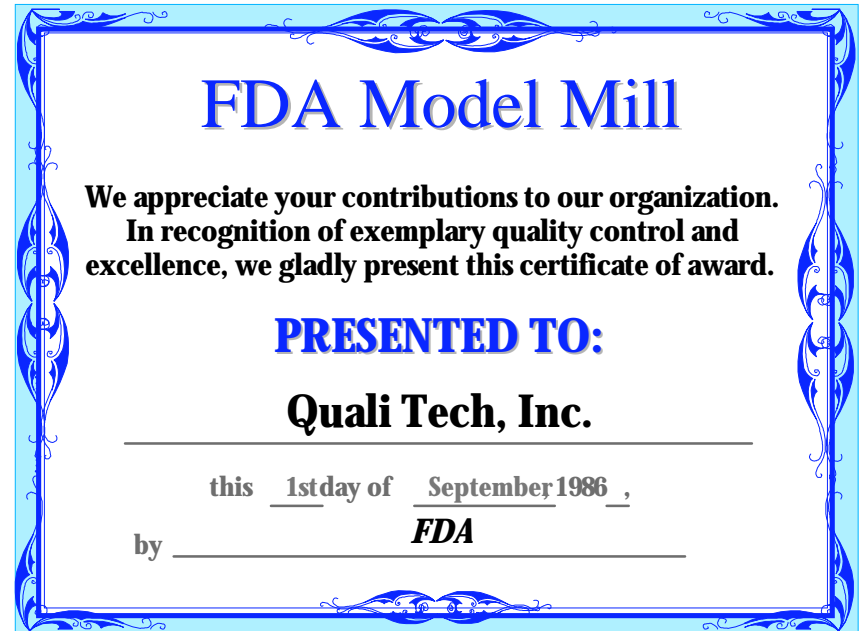 FDA Model Mill
We appreciate your contributions to our organization.
In recognition of exemplary quality control and
excellence, we gladly present this certificate of award.
PRESENTED TO:
Quali Tech, Inc.
this 1st day of September, 1986 ,
by FDA